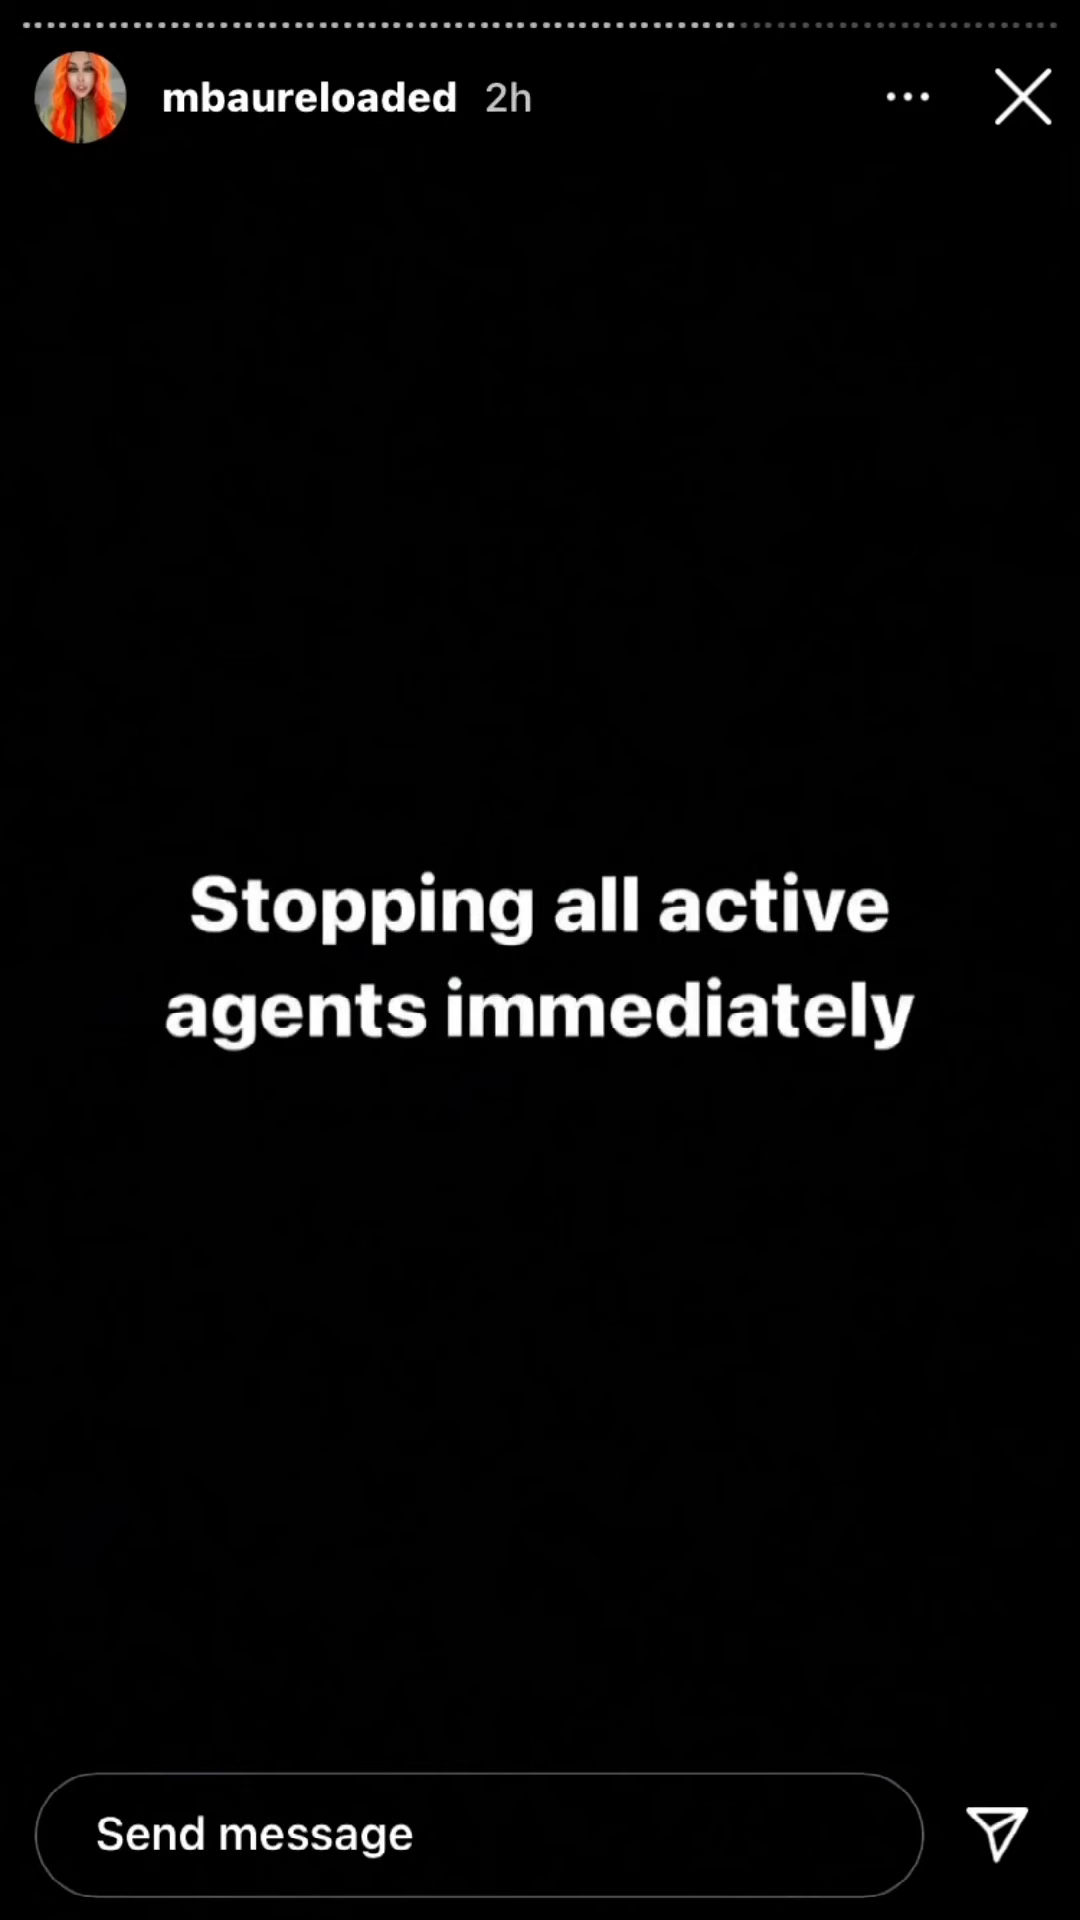 mbaureloaded 2h
Stopping all active
agents immediately
Send message